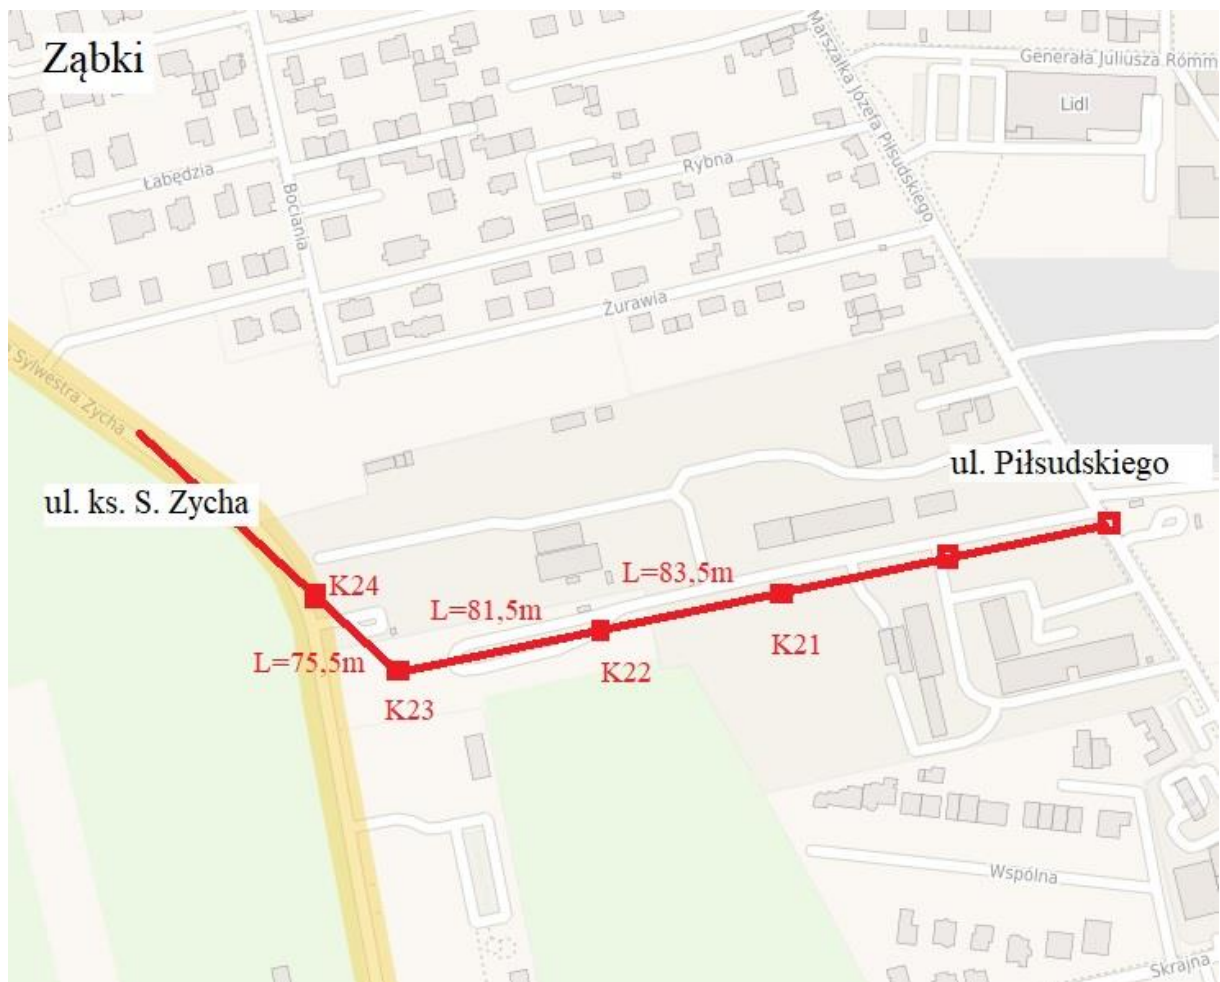 Ząbki
Marszałka Józefa Piłsudskiego
Generała Juliusza Römm
Lidl
Łabędzia
Rybna
Bociania
Żurawia
Sylwestra Zycha
ul. Piłsudskiego
ul. ks. S. Zycha
K24
L=83,5m
L=81,5m
K21
L=75,5m
K22
K23
Wspólna
Skrajna